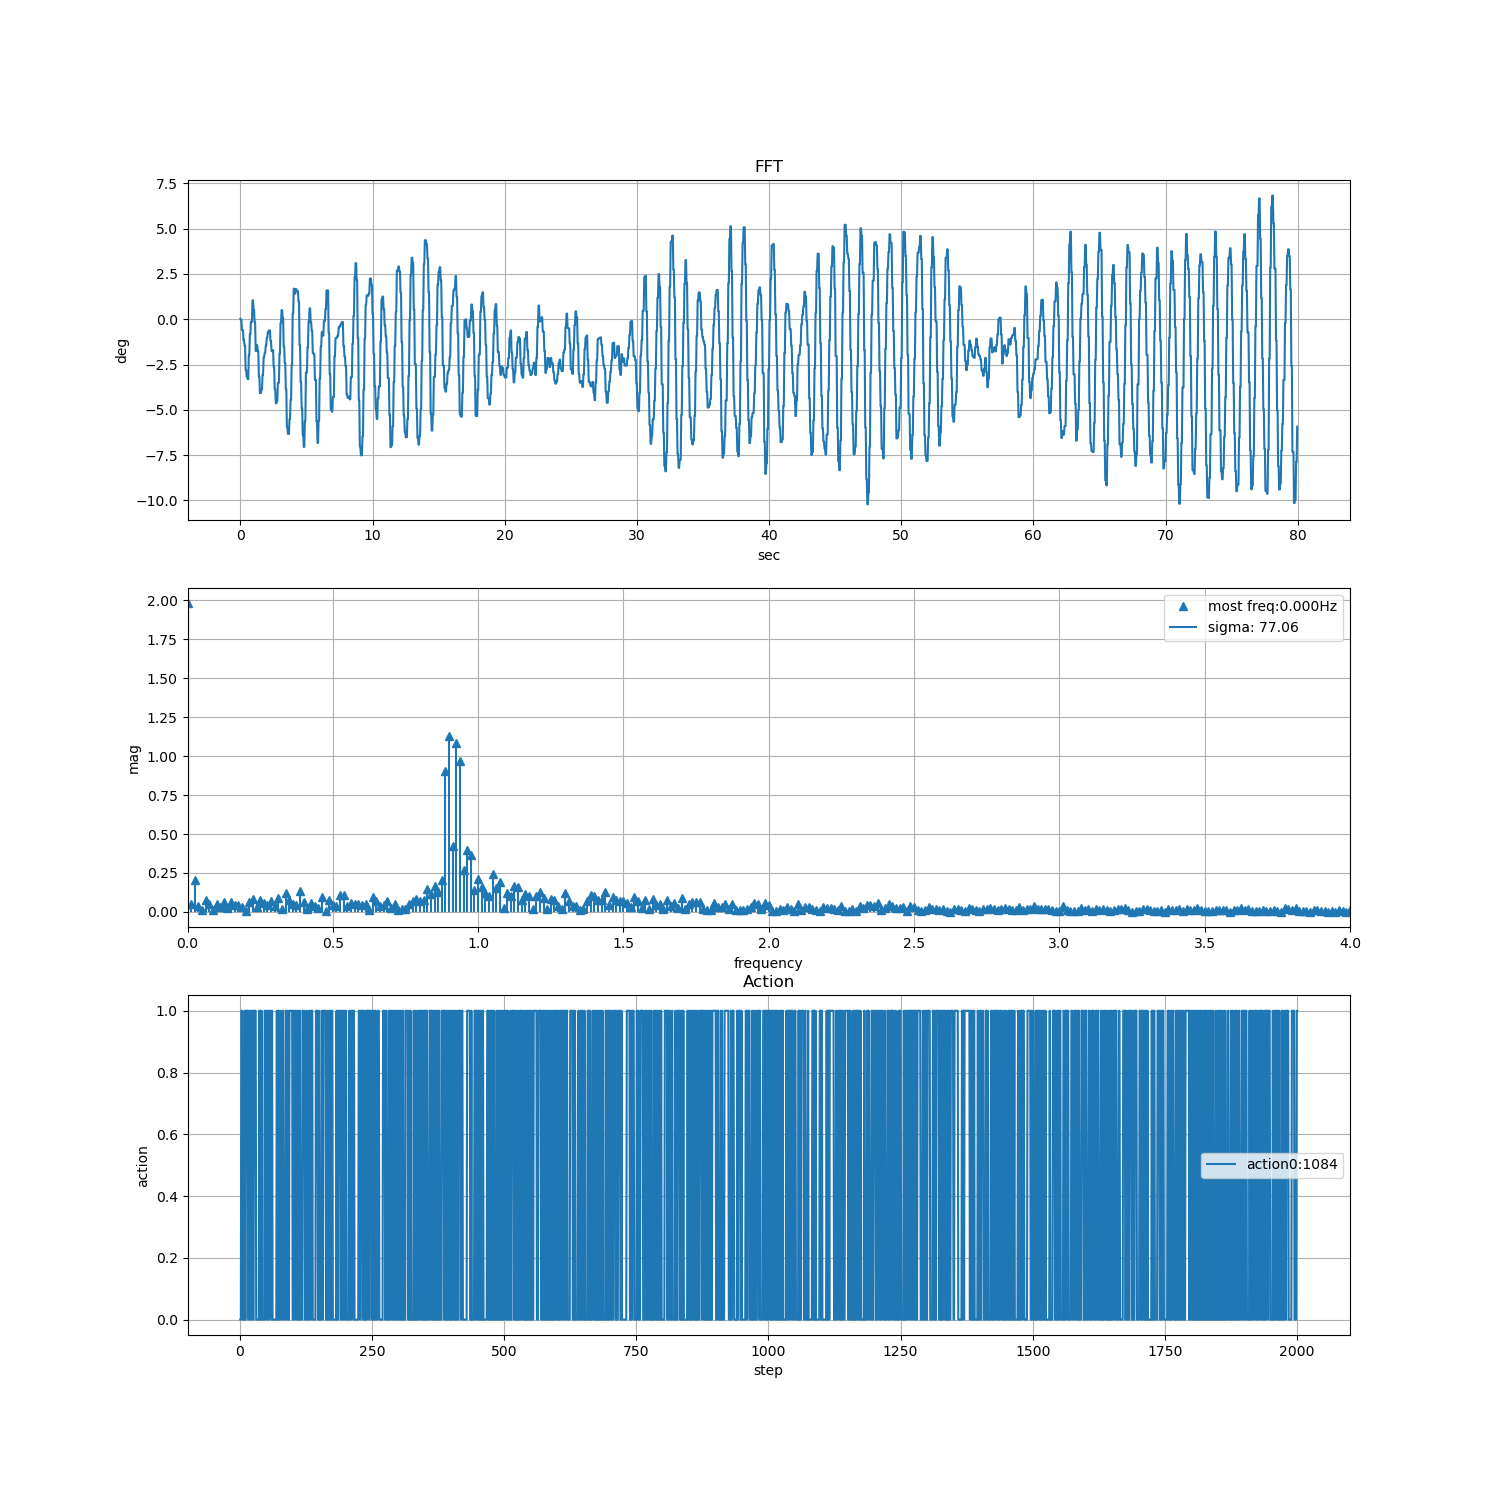 FFT
7.5
5.0
2.5
0.0
−2.5
−5.0
−7.5
−10.0
deg
0 10 20 30 40 50 60 70 80
sec
2.00
1.75
1.50
1.25
1.00
0.75
0.50
0.25
0.00
mag
most freq:0.000Hz
sigma: 77.06
0.0 0.5 1.0 1.5 2.0 2.5 3.0 3.5 4.0
frequency
Action
1.0
0.8
0.6
0.4
0.2
0.0
action
action0:1084
0 250 500 750 1000 1250 1500 1750 2000
step